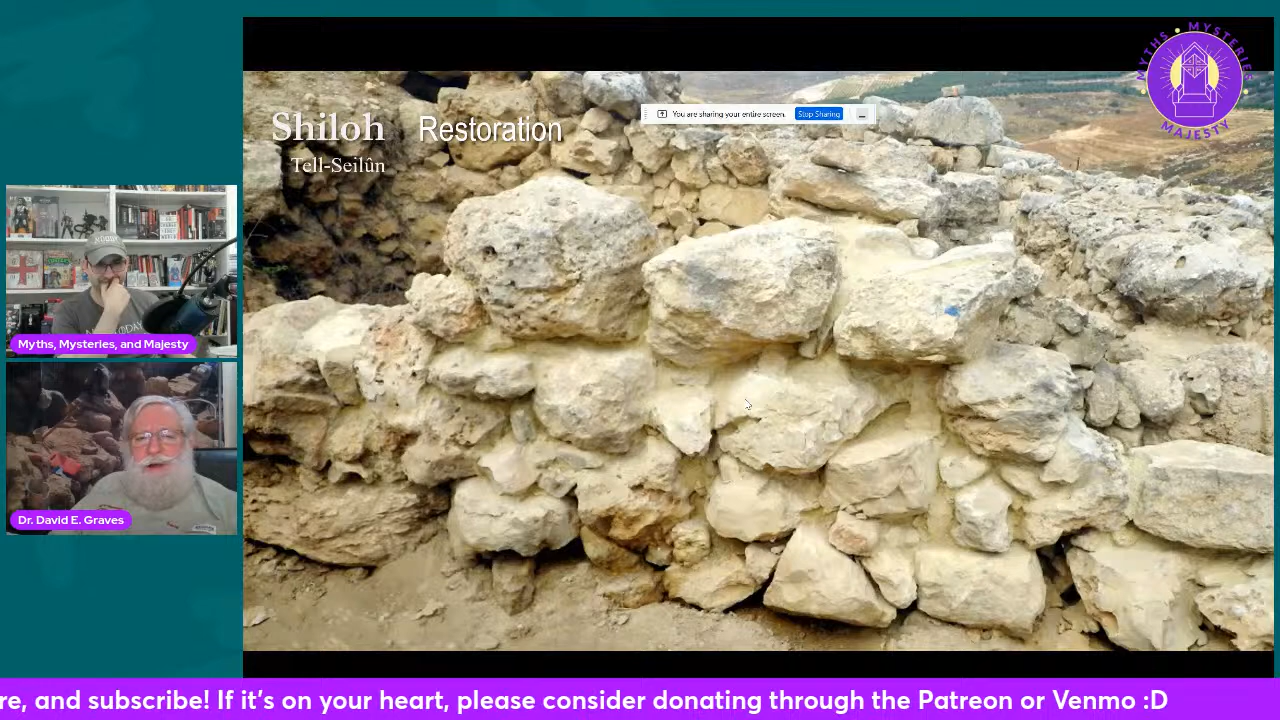 Shiloh Restoration
Tell-Seilûn
You are sharing your entire screen.
Stop Sharing
MYTHS • MYSTERIES
MAJESTY
Myths, Mysteries, and Majesty
Dr. David E. Graves
re, and subscribe! If it's on your heart, please consider donating through the Patreon or Venmo :D